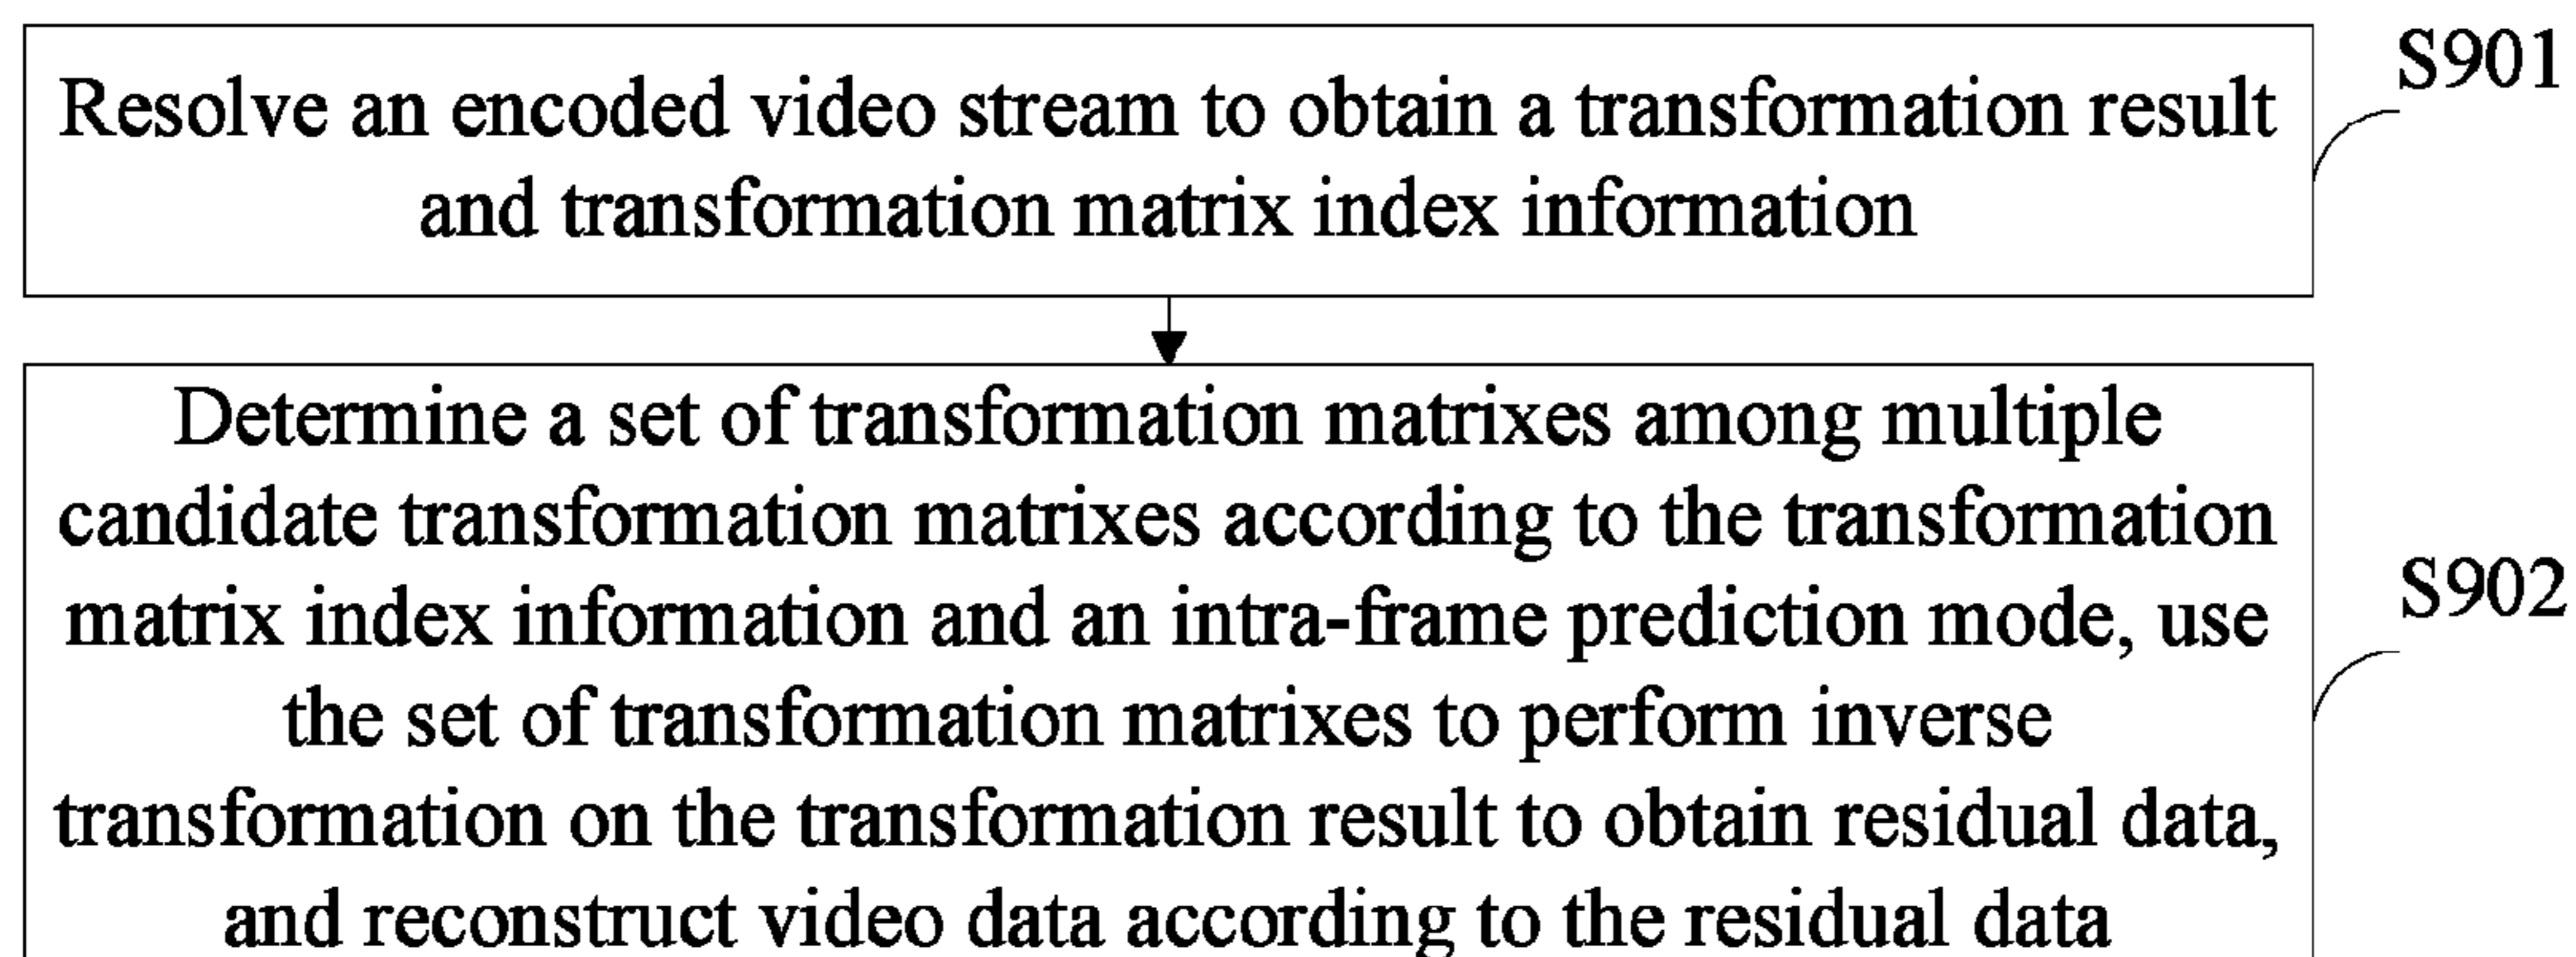 Resolve an encoded video stream to obtain a transformation result
and transformation matrix index information
S901
Determine a set of transformation matrixes among multiple
candidate transformation matrixes according to the transformation
matrix index information and an intra-frame prediction mode, use
the set of transformation matrixes to perform inverse
transformation on the transformation result to obtain residual data,
and reconstruct video data according to the residual data
S902